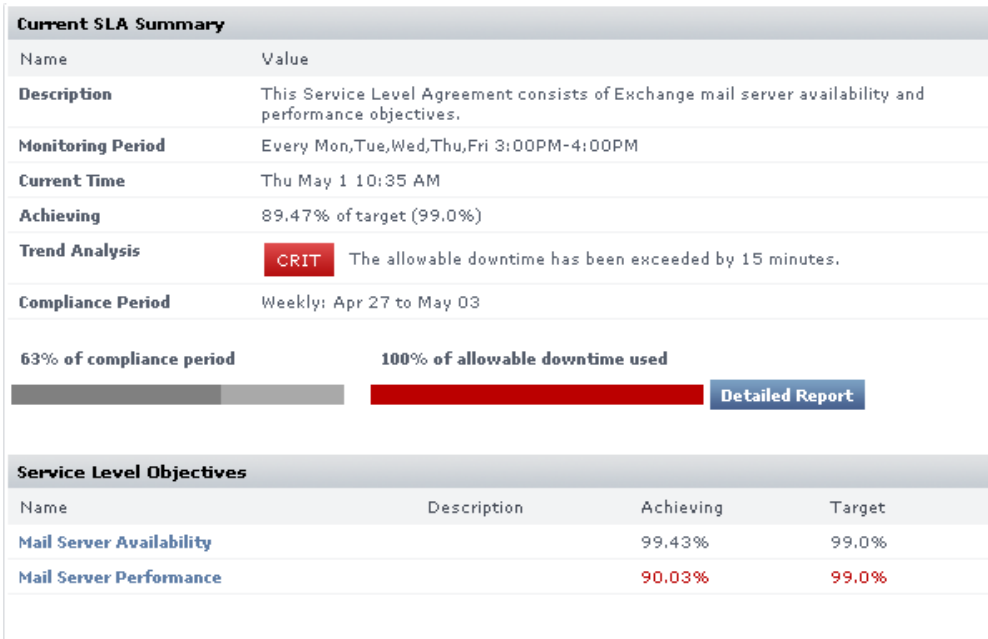 Current SLA Summary
Name Value
Description This Service Level Agreement consists of Exchange mail server availability and
performance objectives.
Monitoring Period Every Mon,Tue,Wed,Thu,Fri 3:00PM-4:00PM
Current Time Thu May 1 10:35 AM
Achieving 89.47% of target (99.0%)
Trend Analysis CRIT The allowable downtime has been exceeded by 15 minutes.
Compliance Period Weekly: Apr 27 to May 03
63% of compliance period 100% of allowable downtime used
Detailed Report
Service Level Objectives
Name Description Achieving Target
Mail Server Availability 99.43% 99.0%
Mail Server Performance 90.03% 99.0%